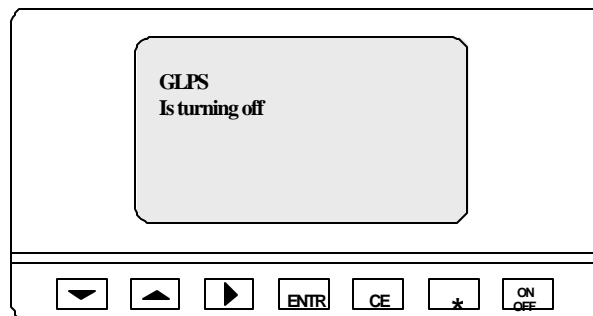 GLPS
Is turning off
ENTR
CE
*
ON
OFF